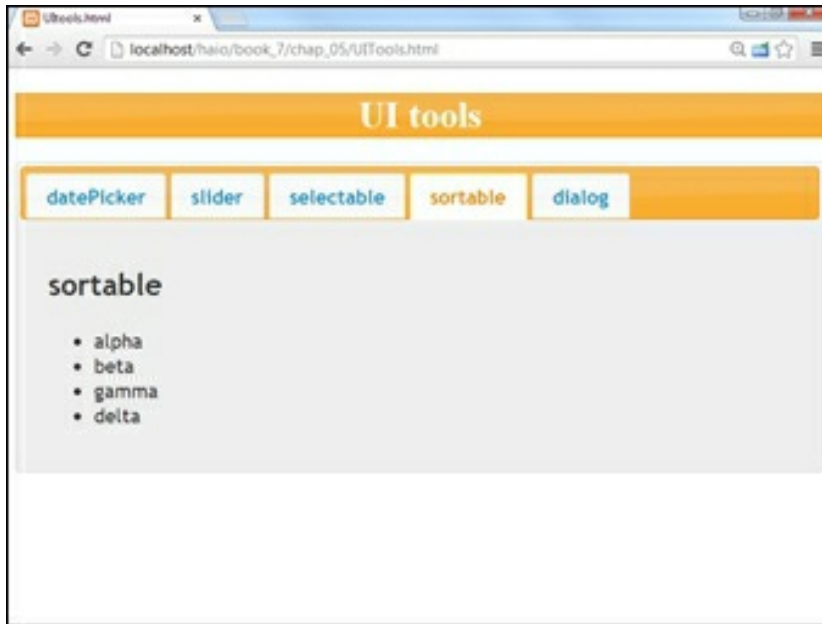 UItools.html
localhost/haio/book_7/chap_05/UITools.html
UI tools
datePicker slider selectable sortable dialog
sortable
• alpha
• beta
• gamma
• delta